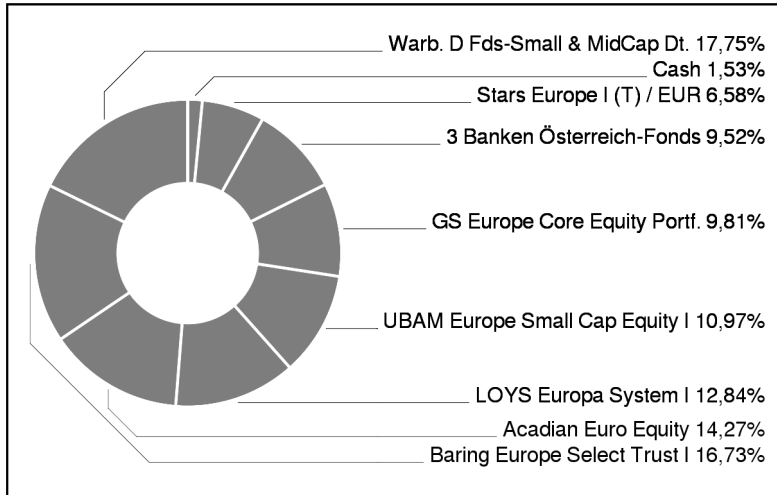 Warb. D Fds-Small & MidCap Dt. 17,75%
Cash 1,53%
Stars Europe I (T) / EUR 6,58%
3 Banken Österreich-Fonds 9,52%
GS Europe Core Equity Portf. 9,81%
UBAM Europe Small Cap Equity I 10,97%
LOYS Europa System I 12,84%
Acadian Euro Equity 14,27%
Baring Europe Select Trust I 16,73%